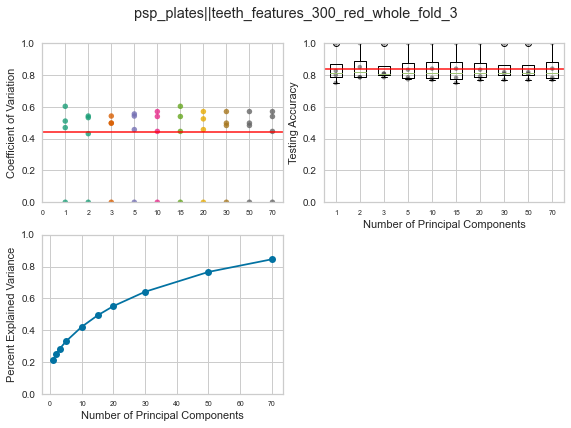 psp_plates||teeth_features_300_red_whole_fold_3
Coefficient of Variation
1.0
0.8
0.6
0.4
0.2
0.0
0 1 2 3 5 10 15 20 30 50 70
Testing Accuracy
1.0
0.8
0.6
0.4
0.2
0.0
1 2 3 5 10 15 20 30 50 70
Number of Principal Components
Percent Explained Variance
1.0
0.8
0.6
0.4
0.2
0.0
0 10 20 30 40 50 60 70
Number of Principal Components